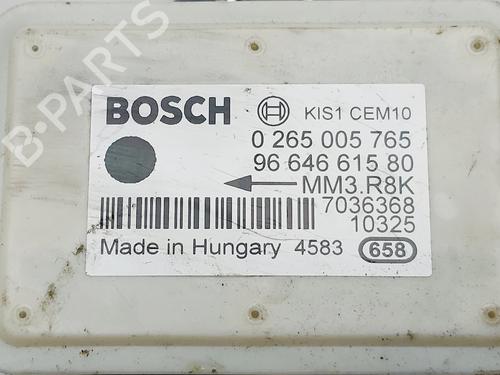 BOSCH KIS1 CEM10
0 265 005 765
96 646 615 80
MM3.R8K
7036368
10325
Made in Hungary 4583 658
B-PARTS
B-PARTS